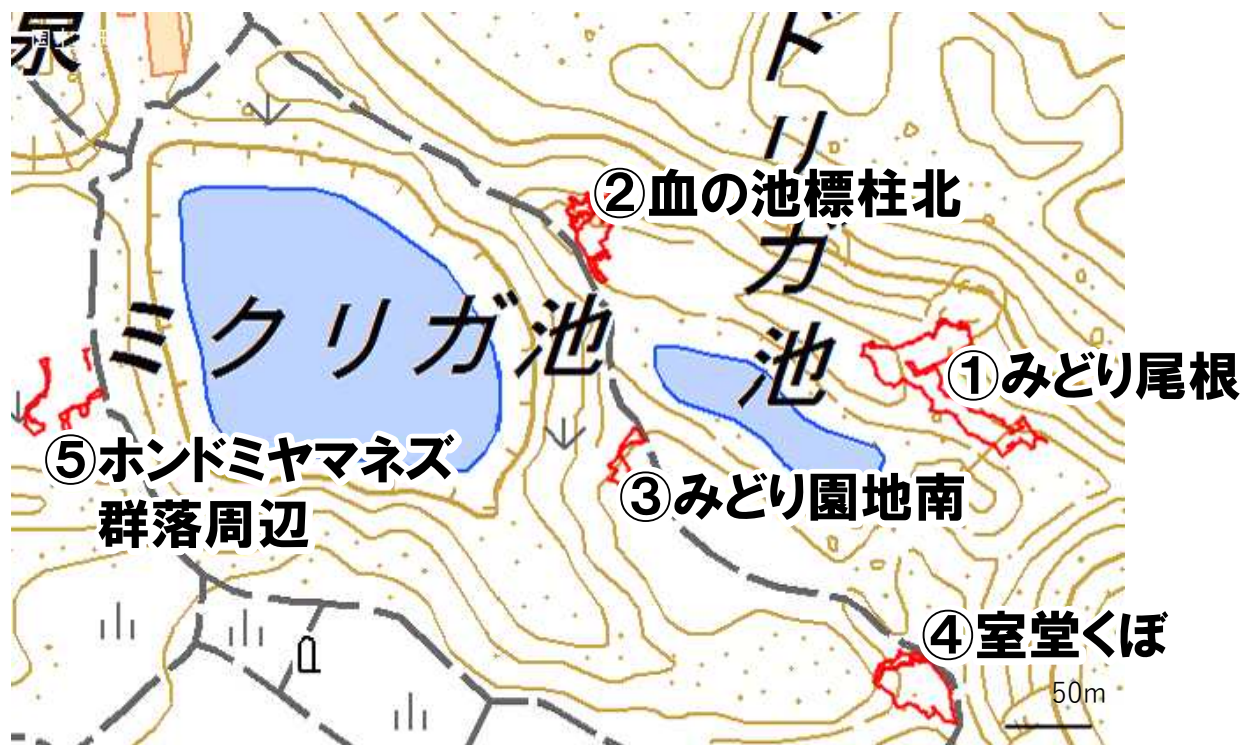 泉
ドリガ池
②血の池標柱北
ミクリガ池
①みどり尾根
⑤ホンドミヤマネズ
群落周辺
③みどり園地南
④室堂くぼ
50m